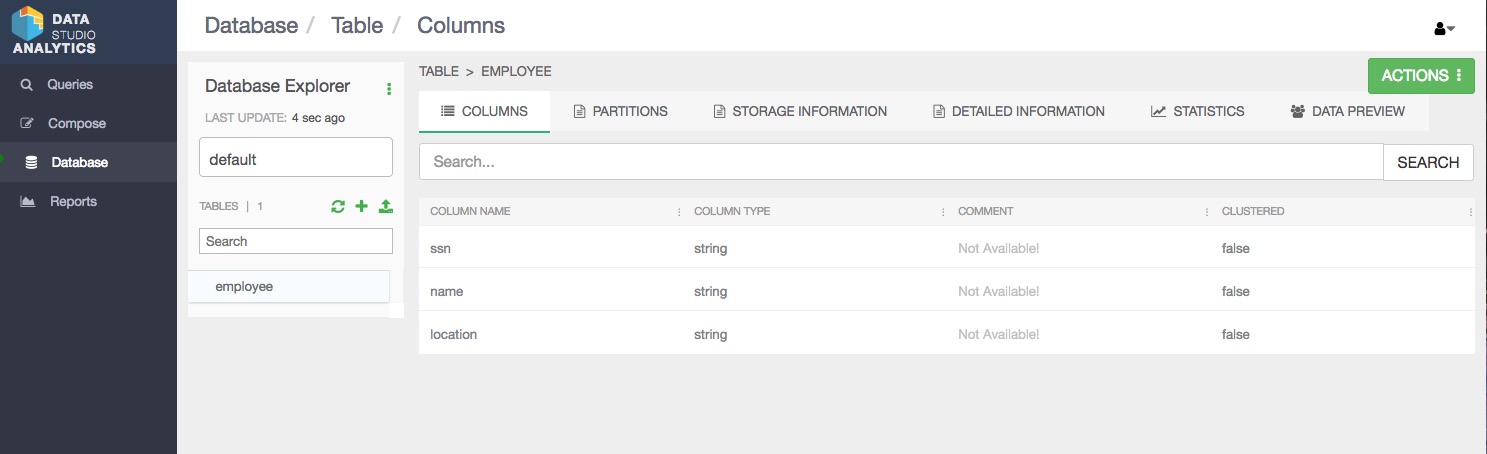 DATA
STUDIO
ANALYTICS
Queries
Compose
Database
Reports
Database / Table / Columns
Database Explorer
LAST UPDATE: 4 sec ago
default
TABLES | 1
Search
employee
TABLE > EMPLOYEE
ACTIONS
COLUMNS PARTITIONS STORAGE INFORMATION DETAILED INFORMATION STATISTICS DATA PREVIEW
Search... SEARCH
COLUMN NAME COLUMN TYPE COMMENT CLUSTERED
ssn string Not Available! false
name string Not Available! false
location string Not Available! false